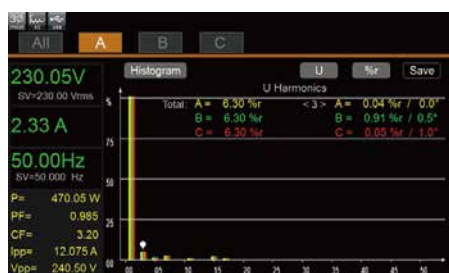 All A B C
230.05V
SV=230.00 Vrms
2.33 A
50.00Hz
SV=50.000 Hz
P= 470.05 W
PF= 0.985
CF= 3.20
Ipp= 12.075 A
Vpp= 240.50 V
Histogram U %r Save
U Harmonics
% Total: A = 6.30 %r < 3 > A = 0.04 %r / 0.0°
B = 6.30 %r B = 0.91 %r / 0.5°
C = 6.30 %r C = 0.05 %r / 1.0°
75
50
25
00
00 05 10 15 20 25 30 35 40 45 50